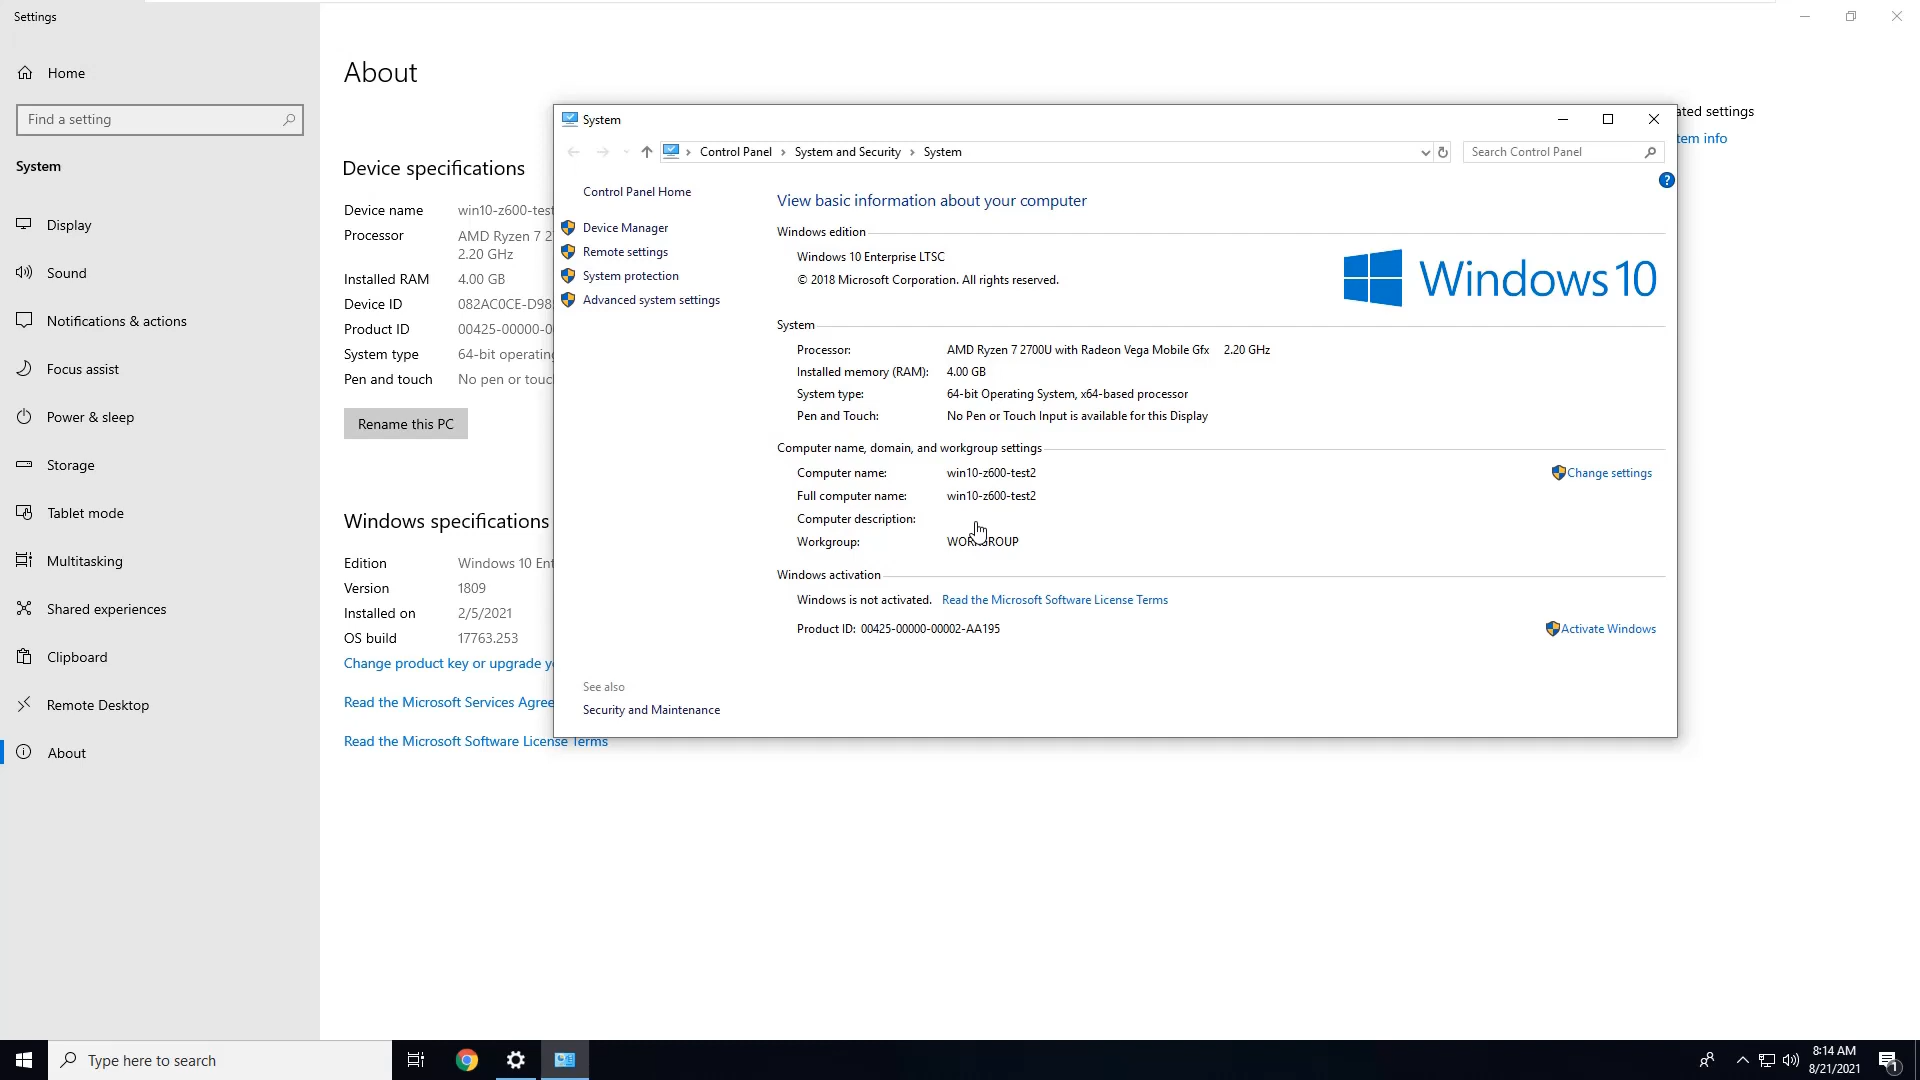 Settings
Home
Find a setting
System
Display
Sound
Notifications & actions
Focus assist
Power & sleep
Storage
Tablet mode
Multitasking
Shared experiences
Clipboard
Remote Desktop
About
About
Device specifications
Device name win10-z600-test
Processor AMD Ryzen 7 2
2.20 GHz
Installed RAM 4.00 GB
Device ID 082AC0CE-D98
Product ID 00425-00000-0
System type 64-bit operating
Pen and touch No pen or touc
Rename this PC
Windows specifications
Edition Windows 10 Ent
Version 1809
Installed on 2/5/2021
OS build 17763.253
Change product key or upgrade y
Read the Microsoft Services Agree
Read the Microsoft Software License Terms
ated settings
tem info
System
Control Panel › System and Security › System
Search Control Panel
?
Control Panel Home
Device Manager
Remote settings
System protection
Advanced system settings
See also
Security and Maintenance
View basic information about your computer
Windows edition
Windows 10 Enterprise LTSC
© 2018 Microsoft Corporation. All rights reserved.
Windows 10
System
Processor: AMD Ryzen 7 2700U with Radeon Vega Mobile Gfx 2.20 GHz
Installed memory (RAM): 4.00 GB
System type: 64-bit Operating System, x64-based processor
Pen and Touch: No Pen or Touch Input is available for this Display
Computer name, domain, and workgroup settings
Computer name: win10-z600-test2
Change settings
Full computer name: win10-z600-test2
Computer description:
Workgroup: WORKGROUP
Windows activation
Windows is not activated. Read the Microsoft Software License Terms
Product ID: 00425-00000-00002-AA195
Activate Windows
Type here to search
8:14 AM
8/21/2021
1